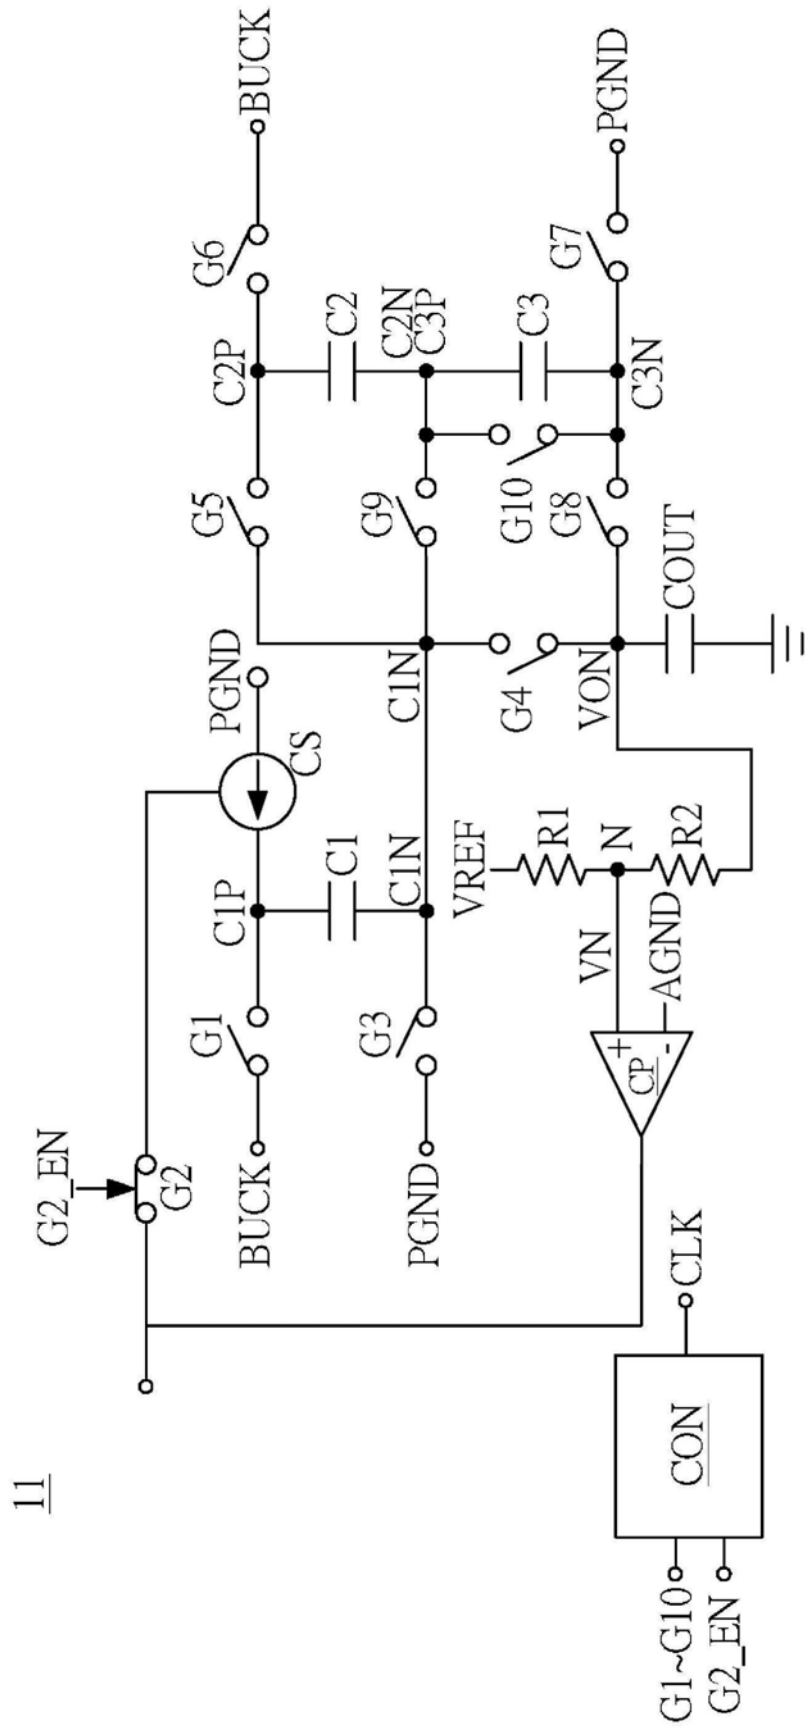 11
G2_EN
G2
BUCK
G1
C1P
CS
PGND
G5
C2P
G6
BUCK
C1
C2
PGND
G3
C1N
C1N
G9
C2N
C3P
VREF
R1
G4
G10
C3
VN
N
VON
G8
C3N
G7
PGND
CP
+
-
AGND
R2
COUT
G1~G10
G2_EN
CON
CLK